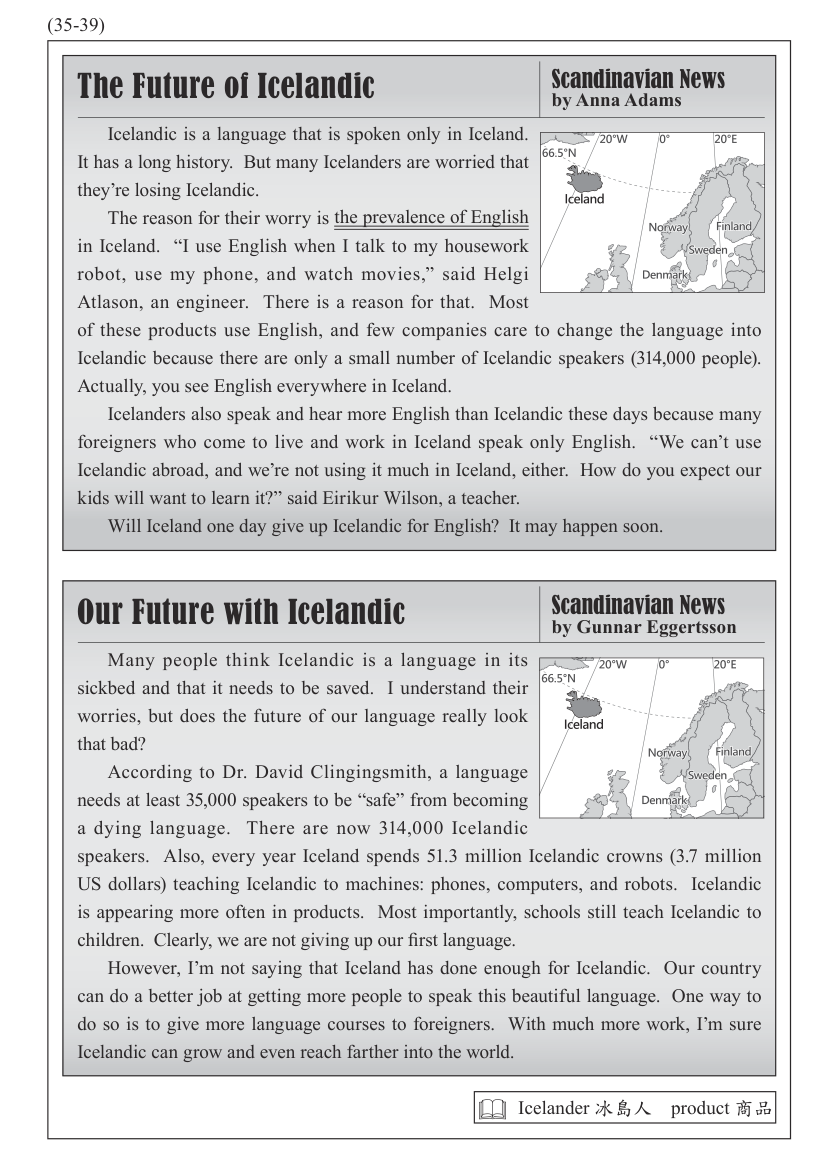 (35-39)
The Future of Icelandic
Scandinavian News
by Anna Adams
Icelandic is a language that is spoken only in Iceland.
It has a long history. But many Icelanders are worried that
they're losing Icelandic.
The reason for their worry is the prevalence of English
in Iceland. “I use English when I talk to my housework
robot, use my phone, and watch movies,” said Helgi
Atlason, an engineer. There is a reason for that. Most
of these products use English, and few companies care to change the language into
Icelandic because there are only a small number of Icelandic speakers (314,000 people).
Actually, you see English everywhere in Iceland.
Icelanders also speak and hear more English than Icelandic these days because many
foreigners who come to live and work in Iceland speak only English. “We can't use
Icelandic abroad, and we're not using it much in Iceland, either. How do you expect our
kids will want to learn it?” said Eirikur Wilson, a teacher.
Will Iceland one day give up Icelandic for English? It may happen soon.
20°W 0° 20°E
66.5°N
Iceland
Norway Finland
Sweden
Denmark
Our Future with Icelandic
Scandinavian News
by Gunnar Eggertsson
Many people think Icelandic is a language in its
sickbed and that it needs to be saved. I understand their
worries, but does the future of our language really look
that bad?
According to Dr. David Clingingsmith, a language
needs at least 35,000 speakers to be “safe” from becoming
a dying language. There are now 314,000 Icelandic
speakers. Also, every year Iceland spends 51.3 million Icelandic crowns (3.7 million
US dollars) teaching Icelandic to machines: phones, computers, and robots. Icelandic
is appearing more often in products. Most importantly, schools still teach Icelandic to
children. Clearly, we are not giving up our first language.
However, I'm not saying that Iceland has done enough for Icelandic. Our country
can do a better job at getting more people to speak this beautiful language. One way to
do so is to give more language courses to foreigners. With much more work, I'm sure
Icelandic can grow and even reach farther into the world.
20°W 0° 20°E
66.5°N
Iceland
Norway Finland
Sweden
Denmark
Icelander 冰島人 product 商品